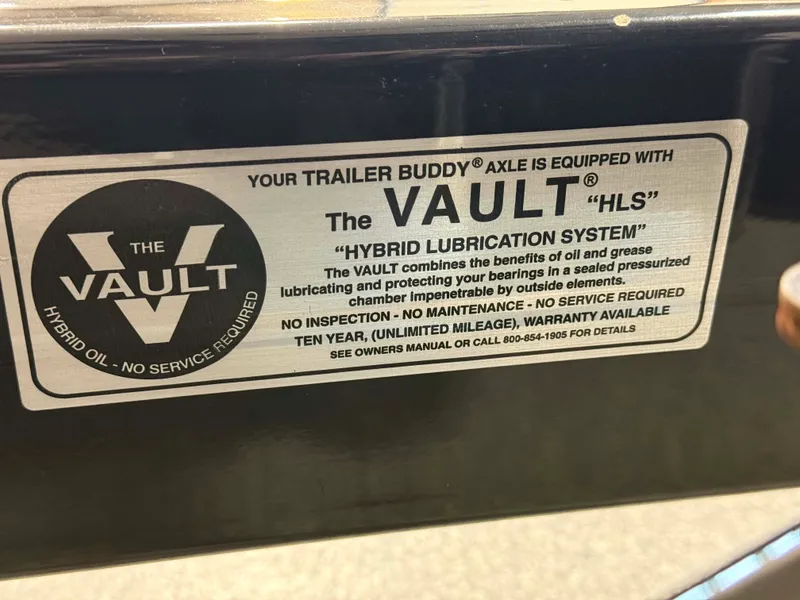 THE
VAULT
HYBRID OIL - NO SERVICE REQUIRED
YOUR TRAILER BUDDY® AXLE IS EQUIPPED WITH
The VAULT® "HLS"
"HYBRID LUBRICATION SYSTEM"
The VAULT combines the benefits of oil and grease
lubricating and protecting your bearings in a sealed pressurized
chamber impenetrable by outside elements.
NO INSPECTION - NO MAINTENANCE - NO SERVICE REQUIRED
TEN YEAR, (UNLIMITED MILEAGE), WARRANTY AVAILABLE
SEE OWNERS MANUAL OR CALL 800-854-1905 FOR DETAILS